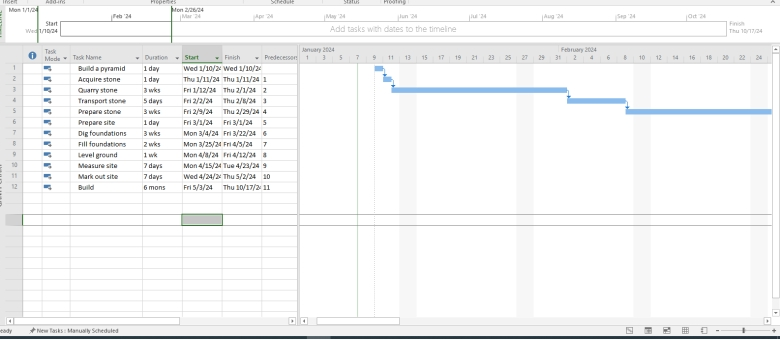 Insert Add-ins Properties Schedule Status Proofing
Mon 1/1/24 Mon 2/26/24
Start Feb '24 Mar '24 Apr '24 May '24 Jun '24 Jul '24 Aug '24 Sep '24 Oct '24 Finish
Wed 1/10/24 Add tasks with dates to the timeline Thu 10/17/24
Task Mode Task Name Duration Start Finish Predecessors
January 2024 February 2024
1 3 5 7 9 11 13 15 17 19 21 23 25 27 29 31 2 4 6 8 10 12 14 16 18 20 22 24
1 Build a pyramid 1 day Wed 1/10/24 Wed 1/10/24
2 Acquire stone 1 day Thu 1/11/24 Thu 1/11/24 1
3 Quarry stone 3 wks Fri 1/12/24 Thu 2/1/24 2
4 Transport stone 5 days Fri 2/2/24 Thu 2/8/24 3
5 Prepare stone 3 wks Fri 2/9/24 Thu 2/29/24 4
6 Prepare site 1 day Fri 3/1/24 Fri 3/1/24 5
7 Dig foundations 3 wks Mon 3/4/24 Fri 3/22/24 6
8 Fill foundations 2 wks Mon 3/25/24 Fri 4/5/24 7
9 Level ground 1 wk Mon 4/8/24 Fri 4/12/24 8
10 Measure site 7 days Mon 4/15/24 Tue 4/23/24 9
11 Mark out site 7 days Wed 4/24/24 Thu 5/2/24 10
12 Build 6 mons Fri 5/3/24 Thu 10/17/24 11
eady New Tasks : Manually Scheduled